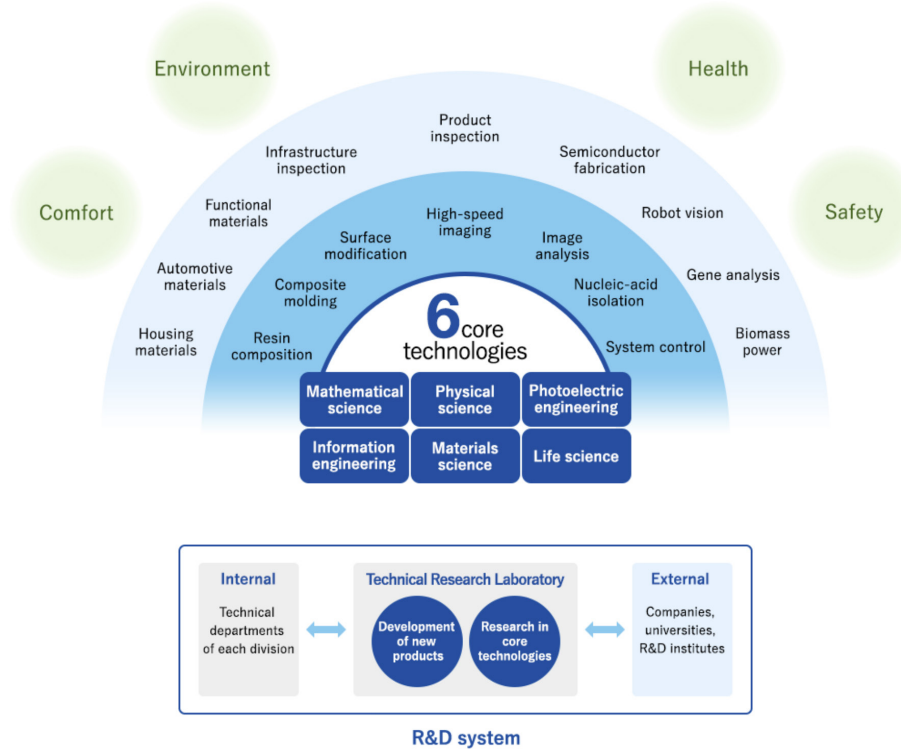 Environment
Health
Comfort
Safety
Product
inspection
Infrastructure
inspection
Semiconductor
fabrication
Functional
materials
Robot vision
Automotive
materials
Gene analysis
Housing
materials
Biomass
power
High-speed
imaging
Surface
modification
Image
analysis
Composite
molding
Nucleic-acid
isolation
Resin
composition
System control
6 core
technologies
Mathematical
science
Physical
science
Photoelectric
engineering
Information
engineering
Materials
science
Life science
Internal
Technical
departments
of each division
Technical Research Laboratory
Development
of new
products
Research in
core
technologies
External
Companies,
universities,
R&D institutes
R&D system